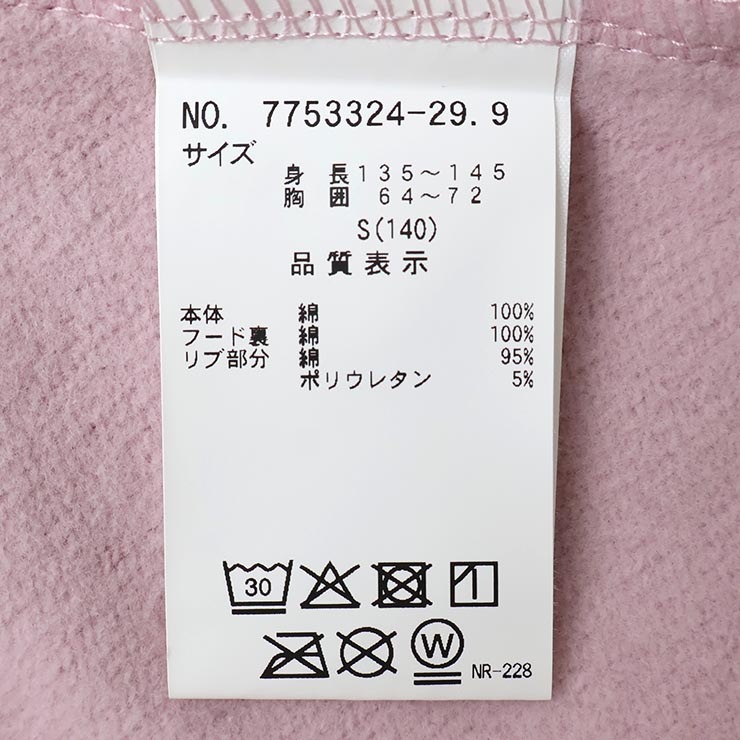 NO. 7753324-29.9
サイズ
身長135～145
胸囲 64～72
S(140)
品質表示
本体 綿 100%
フード裏 綿 100%
リブ部分 綿 95%
ポリウレタン 5%
30
W NR-228